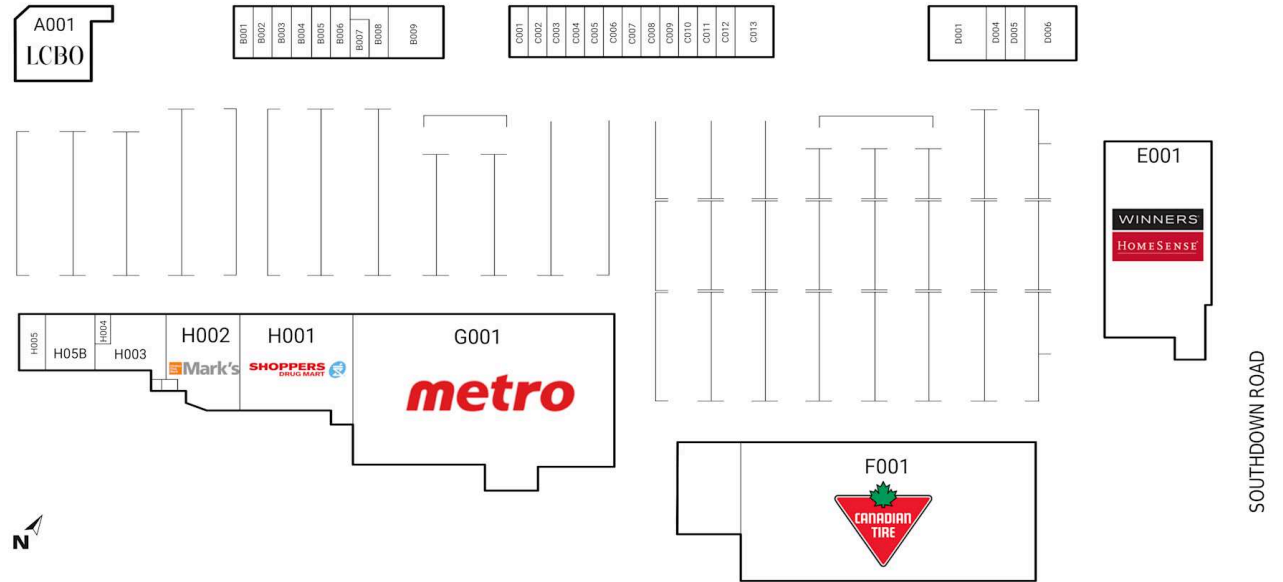 A001
LCBO
B001
B002
B003
B004
B005
B006
B007
B008
B009
C001
C002
C003
C004
C005
C006
C007
C008
C009
C010
C011
C012
C013
D001
D004
D005
D006
E001
WINNERS
HOMESENSE
H005
H05B
H004
H003
H002
Mark's
H001
SHOPPERS
DRUG MART
G001
metro
F001
CANADIAN
TIRE
SOUTHDOWN ROAD
N